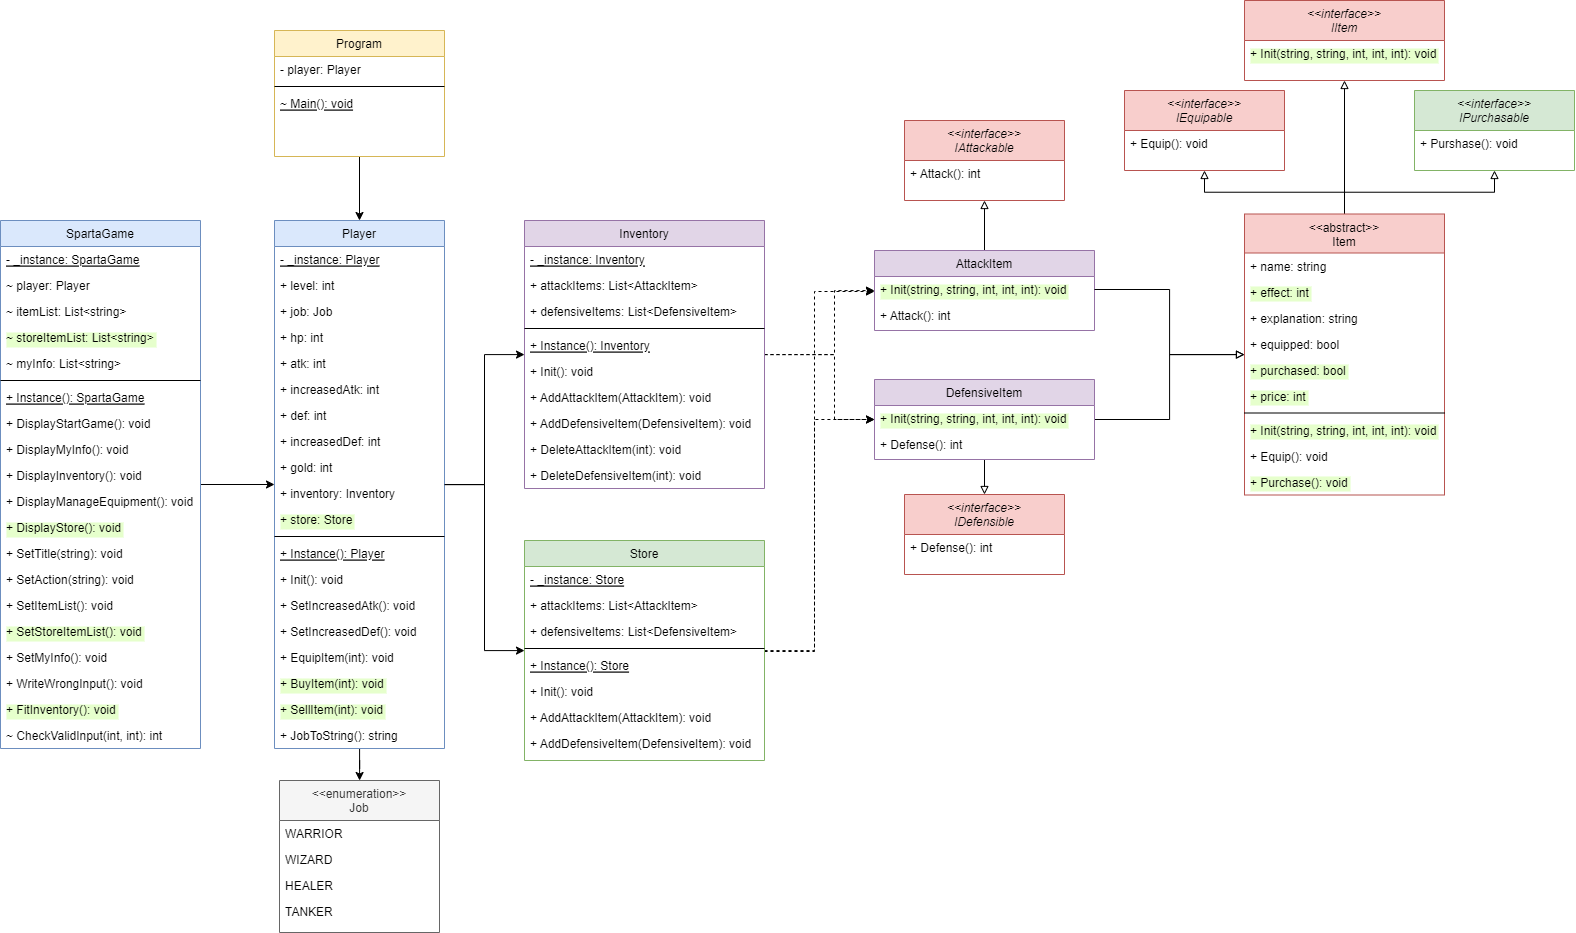 Program
- player: Player
~ Main(): void
SpartaGame
- _instance: SpartaGame
~ player: Player
~ itemList: List<string>
~ storeItemList: List<string>
~ myInfo: List<string>
+ Instance(): SpartaGame
+ DisplayStartGame(): void
+ DisplayMyInfo(): void
+ DisplayInventory(): void
+ DisplayManageEquipment(): void
+ DisplayStore(): void
+ SetTitle(string): void
+ SetAction(string): void
+ SetItemList(): void
+ SetStoreItemList(): void
+ SetMyInfo(): void
+ WriteWrongInput(): void
+ FitInventory(): void
~ CheckValidInput(int, int): int
Player
- _instance: Player
+ level: int
+ job: Job
+ hp: int
+ atk: int
+ increasedAtk: int
+ def: int
+ increasedDef: int
+ gold: int
+ inventory: Inventory
+ store: Store
+ Instance(): Player
+ Init(): void
+ SetIncreasedAtk(): void
+ SetIncreasedDef(): void
+ EquipItem(int): void
+ BuyItem(int): void
+ SellItem(int): void
+ JobToString(): string
<<enumeration>>
Job
WARRIOR
WIZARD
HEALER
TANKER
Inventory
- _instance: Inventory
+ attackItems: List<AttackItem>
+ defensiveItems: List<DefensiveItem>
+ Instance(): Inventory
+ Init(): void
+ AddAttackItem(AttackItem): void
+ AddDefensiveItem(DefensiveItem): void
+ DeleteAttackItem(int): void
+ DeleteDefensiveItem(int): void
Store
- _instance: Store
+ attackItems: List<AttackItem>
+ defensiveItems: List<DefensiveItem>
+ Instance(): Store
+ Init(): void
+ AddAttackItem(AttackItem): void
+ AddDefensiveItem(DefensiveItem): void
<<interface>>
IAttackable
+ Attack(): int
AttackItem
+ Init(string, string, int, int, int): void
+ Attack(): int
DefensiveItem
+ Init(string, string, int, int, int): void
+ Defense(): int
<<interface>>
IDefensible
+ Defense(): int
<<interface>>
IItem
+ Init(string, string, int, int, int): void
<<interface>>
IEquipable
+ Equip(): void
<<interface>>
IPurchasable
+ Purshase(): void
<<abstract>>
Item
+ name: string
+ effect: int
+ explanation: string
+ equipped: bool
+ purchased: bool
+ price: int
+ Init(string, string, int, int, int): void
+ Equip(): void
+ Purchase(): void